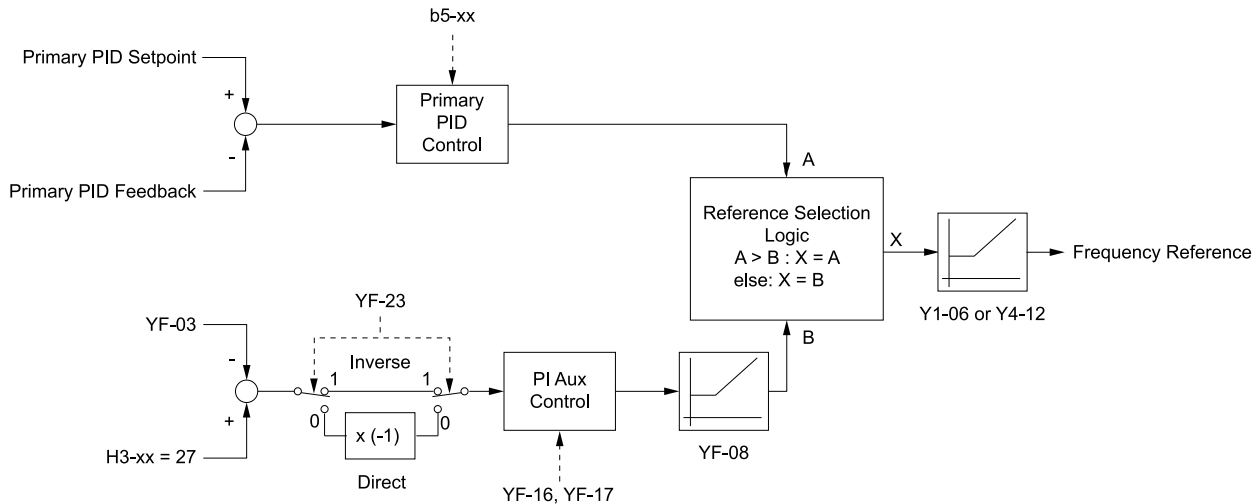 b5-xx
Primary PID Setpoint
+
-
Primary PID Feedback
Primary
PID
Control
A
Reference Selection
Logic
A > B : X = A
else: X = B
X
Frequency Reference
Y1-06 or Y4-12
B
YF-23
YF-03
-
+
H3-xx = 27
Inverse
1
1
0
0
x (-1)
Direct
PI Aux
Control
YF-16, YF-17
YF-08